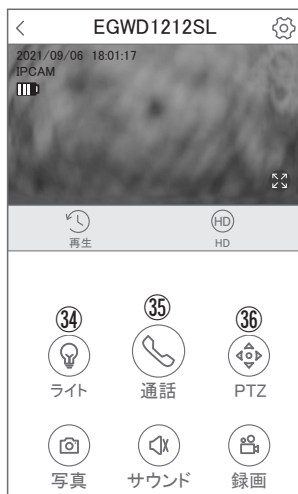 EGWD1212SL
2021/09/06 18:01:17
IPCAM
再生 HD
HD
㉞ ㉟ ㊱
ライト 通話 PTZ
写真 サウンド 録画